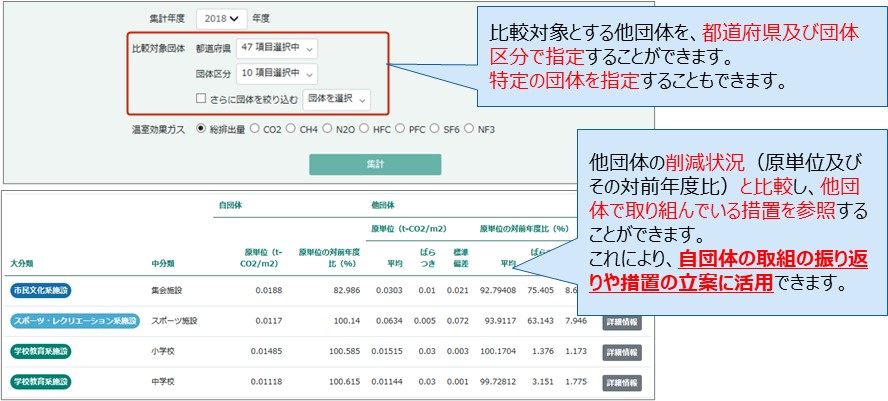 集計年度 2018 年度
比較対象団体 都道府県 47 項目選択中
団体区分 10 項目選択中
さらに団体を絞り込む 団体を選択
温室効果ガス 総排出量 CO2 CH4 N2O HFC PFC SF6 NF3
集計
比較対象とする他団体を、都道府県及び団体
区分で指定することができます。
特定の団体を指定することもできます。
他団体の削減状況（原単位及び
その対前年度比）と比較し、他団
体で取り組んでいる措置を参照する
ことができます。
これにより、自団体の取組の振り返
りや措置の立案に活用できます。
自団体 他団体
原単位（t-CO2/m2） 原単位の対前年度比（%）
大分類 中分類 原単位（t-CO2/m2） 原単位の対前年度比（%） 平均 ばらつき 標準偏差 平均
市民文化系施設 集会施設 0.0188 82.986 0.0303 0.01 0.021 92.79408 75.405
スポーツ・レクリエーション系施設 スポーツ施設 0.0117 100.14 0.0634 0.005 0.072 93.9117 63.143 7.946 詳細情報
学校教育系施設 小学校 0.01485 100.585 0.01515 0.03 0.003 100.1704 1.376 1.173 詳細情報
学校教育系施設 中学校 0.01118 100.615 0.01144 0.03 0.001 99.72812 3.151 1.775 詳細情報